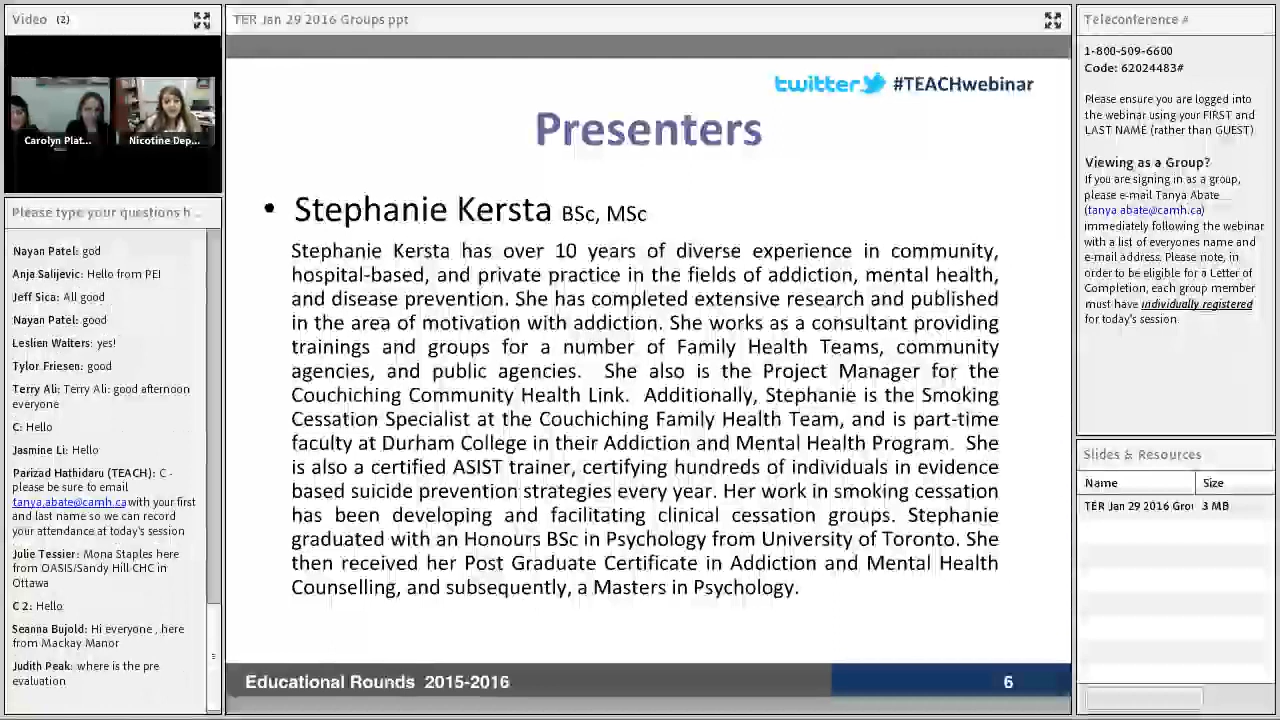 Video (2)
Carolyn Plat...
Nicotine Dep...
Please type your questions h ...
Nayan Patel: god
Anja Salijevic: Hello from PEI
Jeff Sica: All good
Nayan Patel: good
Leslien Walters: yes!
Tylor Friesen: good
Terry Ali: Terry Ali: good afternoon
everyone
C: Hello
Jasmine Li: Hello
Parizad Hathidaru (TEACH): C -
please be sure to email
tanya.abate@camh.ca with your first
and last name so we can record
your attendance at today's session
Julie Tessier: Mona Staples here
from OASIS/Sandy Hill CHC in
Ottawa
C 2: Hello
Seanna Bujold: Hi everyone , here
from Mackay Manor
Judith Peak: where is the pre
evaluation
TER Jan 29 2016 Groups ppt
twitter #TEACHwebinar
Presenters
• Stephanie Kersta BSc, MSc
Stephanie Kersta has over 10 years of diverse experience in community,
hospital-based, and private practice in the fields of addiction, mental health,
and disease prevention. She has completed extensive research and published
in the area of motivation with addiction. She works as a consultant providing
trainings and groups for a number of Family Health Teams, community
agencies, and public agencies. She also is the Project Manager for the
Couchiching Community Health Link. Additionally, Stephanie is the Smoking
Cessation Specialist at the Couchiching Family Health Team, and is part-time
faculty at Durham College in their Addiction and Mental Health Program. She
is also a certified ASIST trainer, certifying hundreds of individuals in evidence
based suicide prevention strategies every year. Her work in smoking cessation
has been developing and facilitating clinical cessation groups. Stephanie
graduated with an Honours BSc in Psychology from University of Toronto. She
then received her Post Graduate Certificate in Addiction and Mental Health
Counselling, and subsequently, a Masters in Psychology.
Educational Rounds 2015-2016
6
Teleconference #
1-800-509-6600
Code: 62024483#
Please ensure you are logged into
the webinar using your FIRST and
LAST NAME (rather than GUEST)
Viewing as a Group?
If you are signing in as a group,
please e-mail Tanya Abate
(tanya.abate@camh.ca)
immediately following the webinar
with a list of everyones name and
e-mail address. Please note, in
order to be eligible for a Letter of
Completion, each group member
must have individually registered
for today's session.
Slides & Resources
Name Size
TER Jan 29 2016 Grou 3 MB